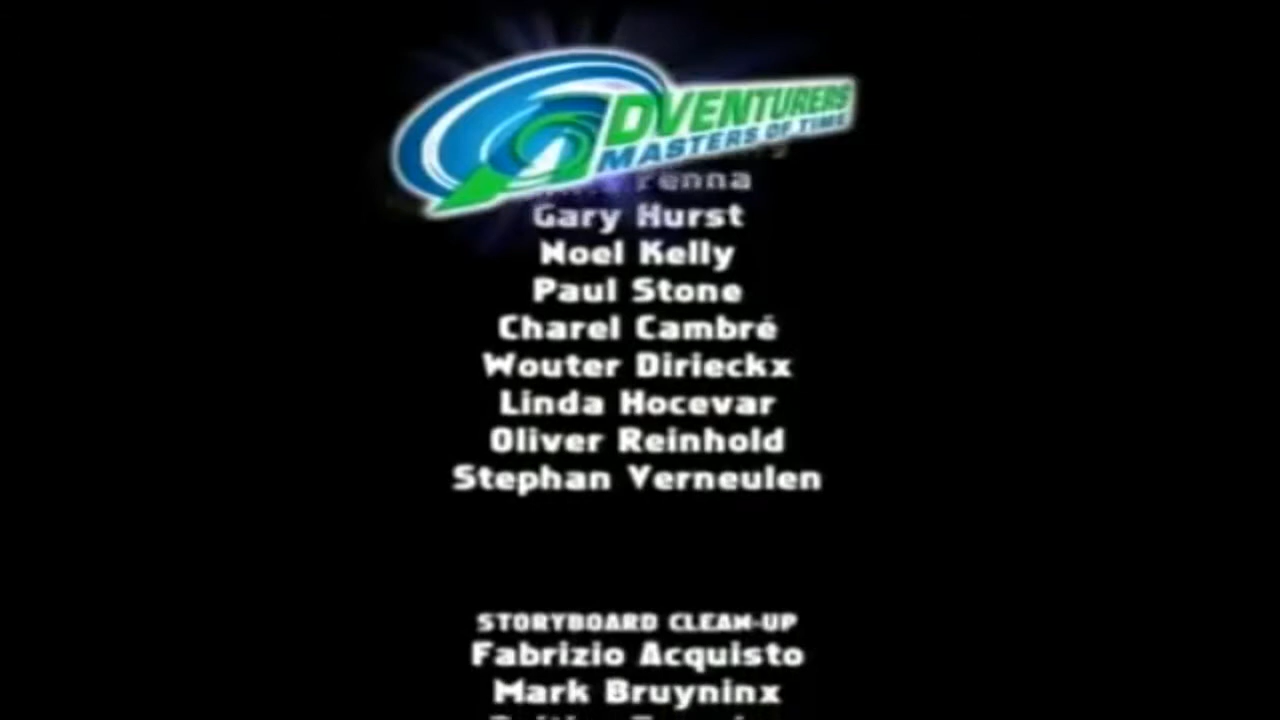 ADVENTURERS
MASTERS OF TIME
Gary Hurst
Noel Kelly
Paul Stone
Charel Cambré
Wouter Dirieckx
Linda Hocevar
Oliver Reinhold
Stephan Verneulen
STORYBOARD CLEAN-UP
Fabrizio Acquisto
Mark Bruyninx